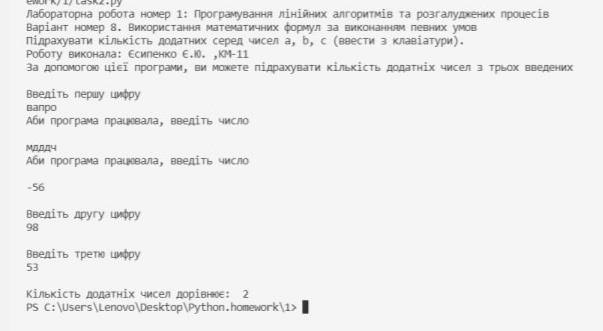 ework/1/task2.py
Лабораторна робота номер 1: Програмування лінійних алгоритмів та розгалуджених процесів
Варіант номер 8. Використання математичних формул за виконанням певних умов
Підрахувати кількість додатних серед чисел a, b, c (ввести з клавіатури).
Роботу виконала: Єсипенко Є.Ю. ,КМ-11
За допомогою цієї програми, ви можете підрахувати кількість додатніх чисел з трьох введених
Введіть першу цифру
вапро
Аби програма працювала, введіть число
мдддч
Аби програма працювала, введіть число
-56
Введіть другу цифру
98
Введіть третю цифру
53
Кількість додатніх чисел дорівнює:  2
PS C:\Users\Lenovo\Desktop\Python.homework\1>